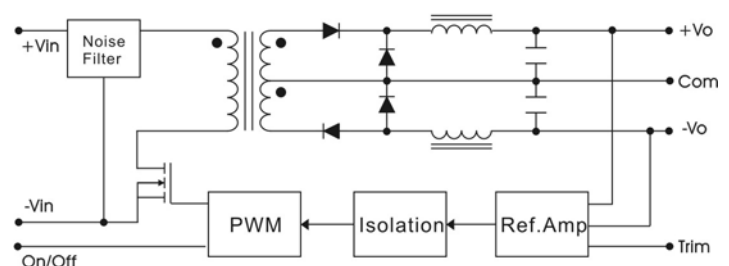 +Vin
Noise
Filter
+Vo
Com
-Vo
-Vin
PWM
Isolation
Ref.Amp
Trim
On/Off